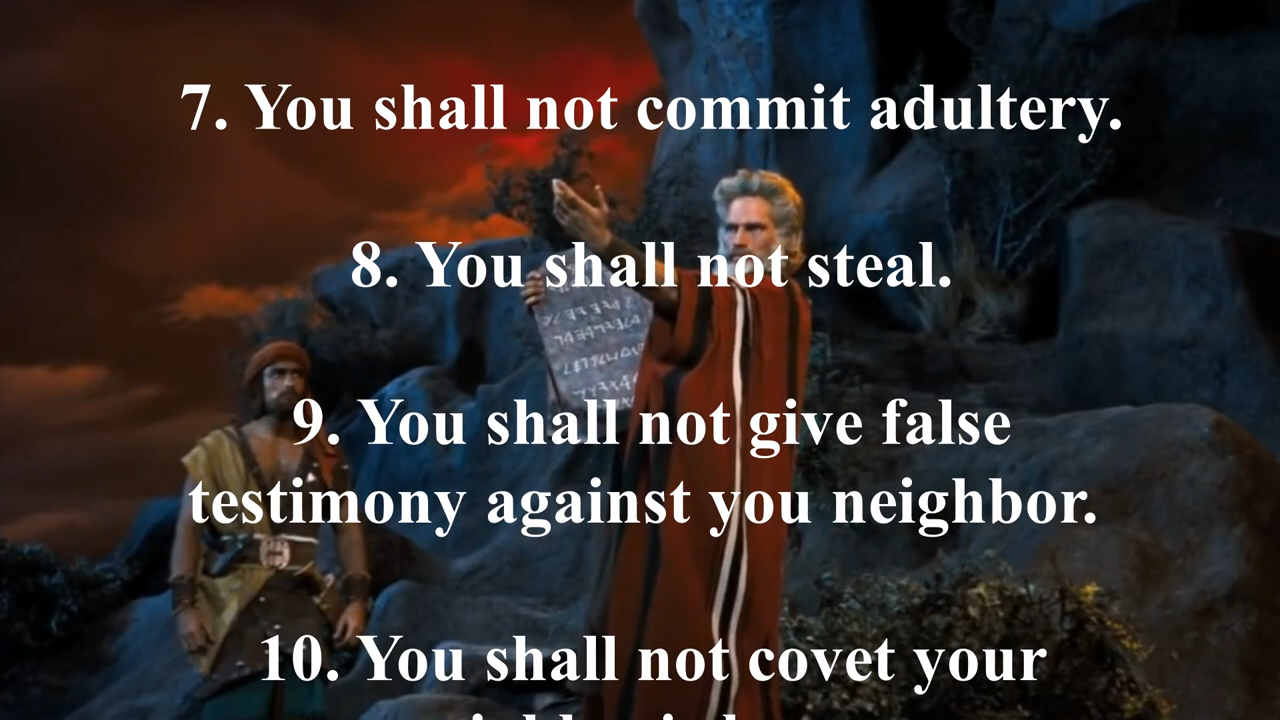 7. You shall not commit adultery.
8. You shall not steal.
9. You shall not give false
testimony against you neighbor.
10. You shall not covet your